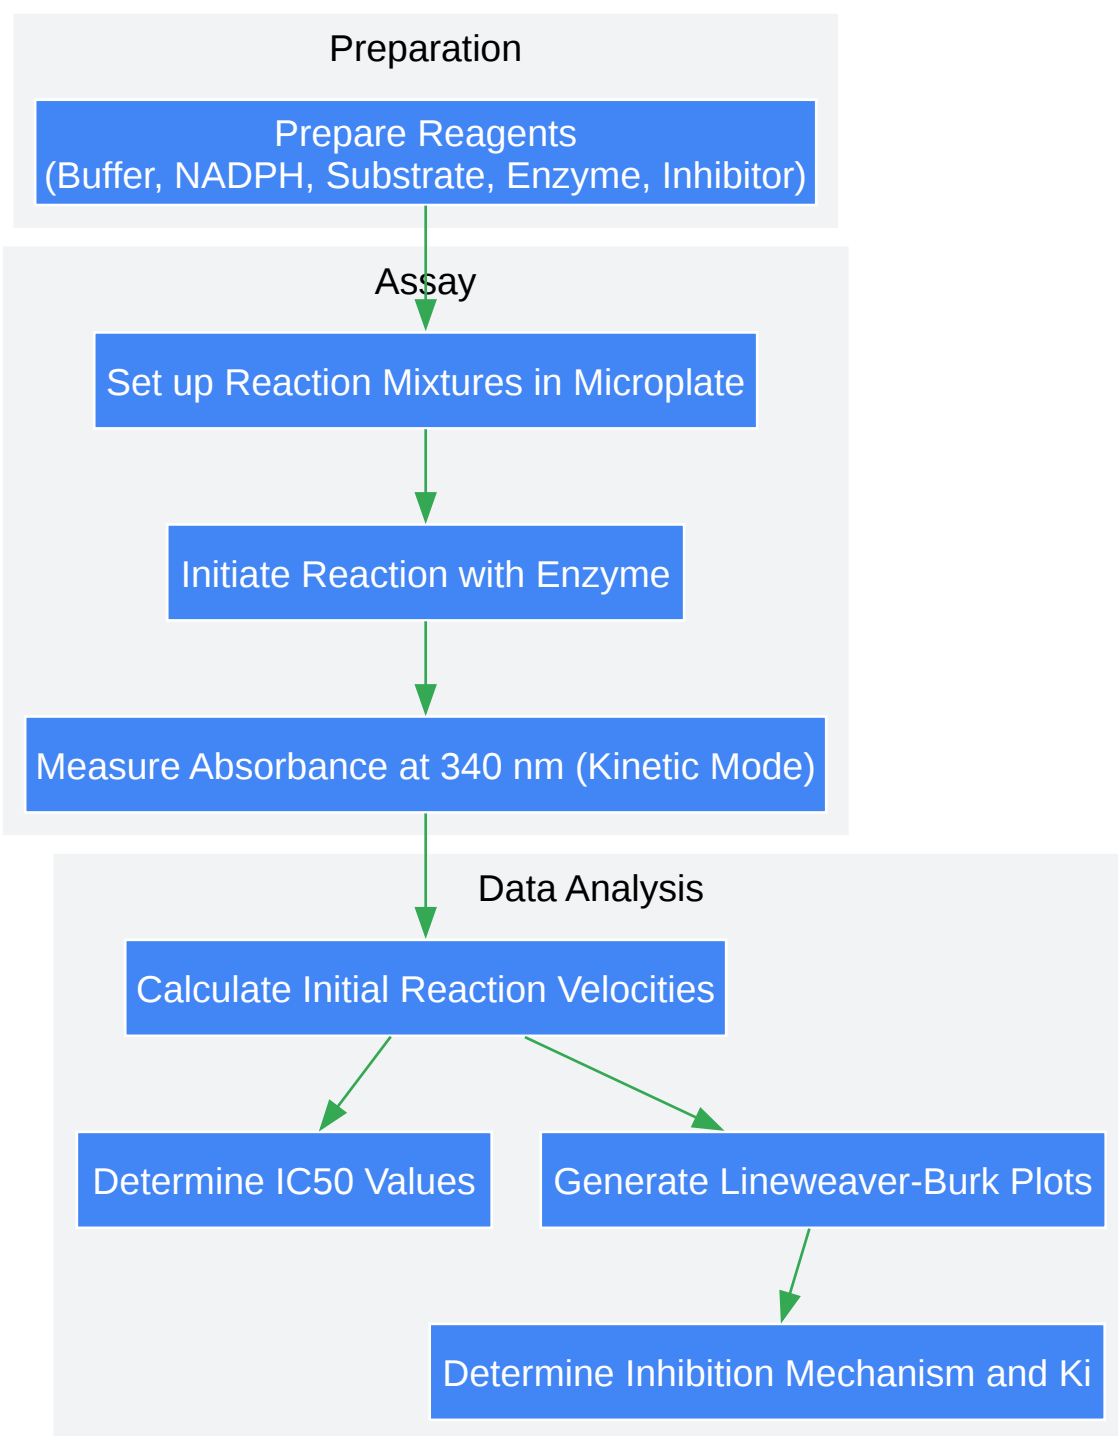 Preparation
Prepare Reagents
(Buffer, NADPH, Substrate, Enzyme, Inhibitor)
Assay
Set up Reaction Mixtures in Microplate
Initiate Reaction with Enzyme
Measure Absorbance at 340 nm (Kinetic Mode)
Data Analysis
Calculate Initial Reaction Velocities
Determine IC50 Values
Generate Lineweaver-Burk Plots
Determine Inhibition Mechanism and Ki